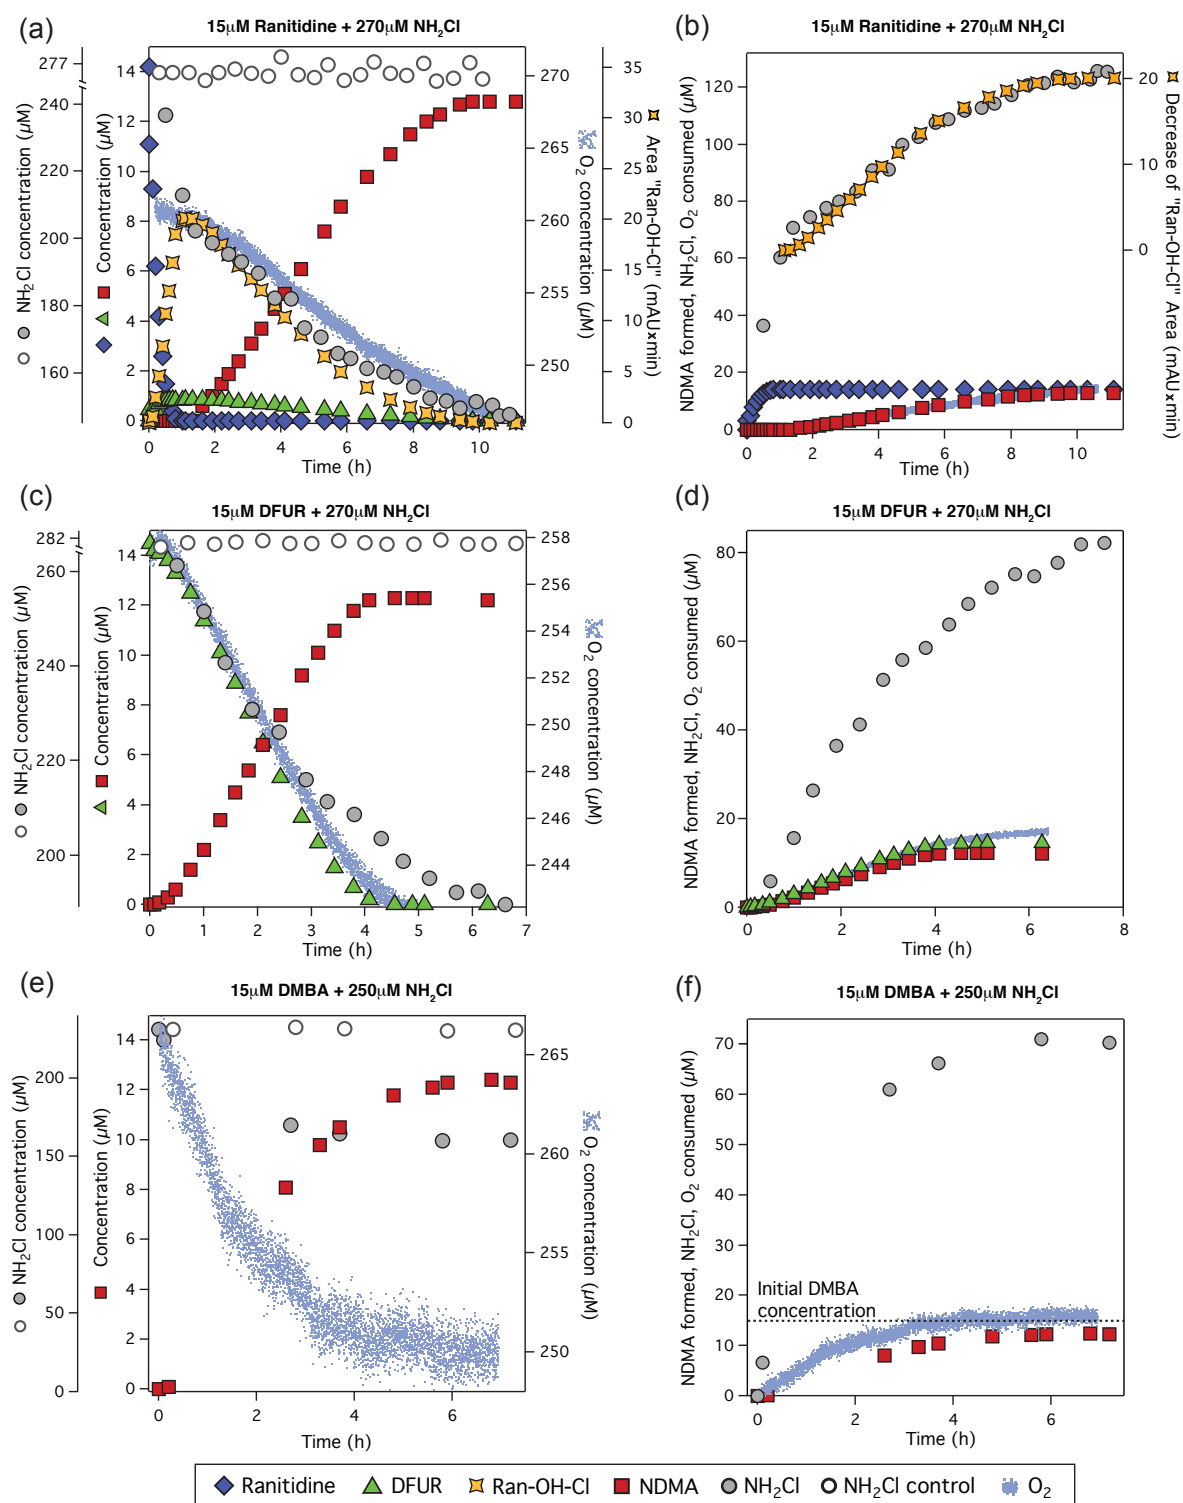 (a)
15μM Ranitidine + 270μM NH2Cl
277
240
220
200
180
160
NH2Cl concentration (μM)
14
12
10
8
6
4
2
0
Concentration (μM)
270
265
260
255
250
O2 concentration (μM)
35
30
25
20
15
10
5
0
Area "Ran-OH-Cl" (mAU×min)
0 2 4 6 8 10
Time (h)
(b)
15μM Ranitidine + 270μM NH2Cl
120
100
80
60
40
20
0
NDMA formed, NH2Cl, O2 consumed (μM)
20
10
0
Decrease of "Ran-OH-Cl" Area (mAU×min)
0 2 4 6 8 10
Time (h)
(c)
15μM DFUR + 270μM NH2Cl
282
260
240
220
200
NH2Cl concentration (μM)
14
12
10
8
6
4
2
0
Concentration (μM)
258
256
254
252
250
248
246
244
O2 concentration (μM)
0 1 2 3 4 5 6 7
Time (h)
(d)
15μM DFUR + 270μM NH2Cl
80
60
40
20
0
NDMA formed, NH2Cl, O2 consumed (μM)
0 2 4 6 8
Time (h)
(e)
15μM DMBA + 250μM NH2Cl
200
150
100
50
0
NH2Cl concentration (μM)
14
12
10
8
6
4
2
0
Concentration (μM)
265
260
255
250
O2 concentration (μM)
0 2 4 6
Time (h)
(f)
15μM DMBA + 250μM NH2Cl
70
60
50
40
30
20
10
0
NDMA formed, NH2Cl, O2 consumed (μM)
Initial DMBA
concentration
0 2 4 6
Time (h)
Ranitidine DFUR Ran-OH-Cl NDMA NH2Cl NH2Cl control O2